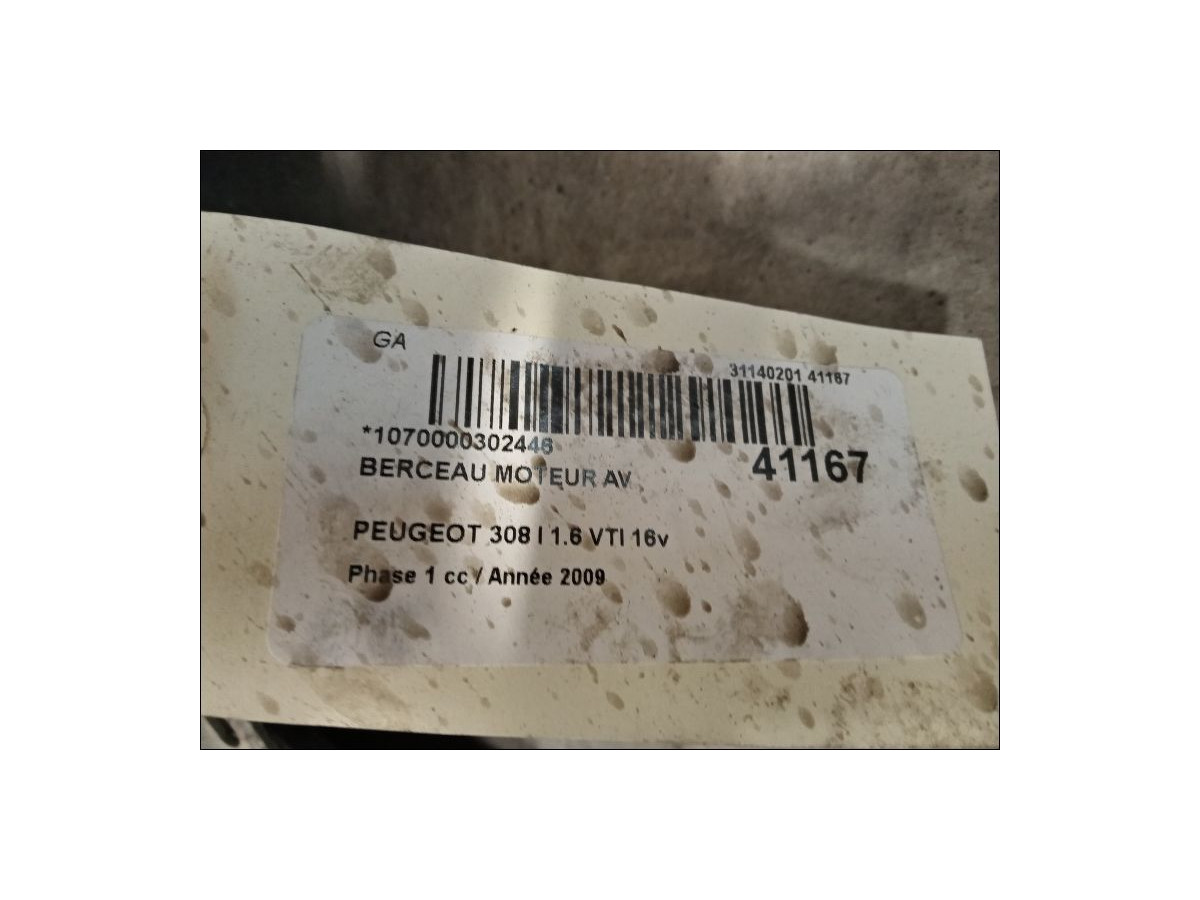 GA
31140201 41167
*1070000302446
41167
BERCEAU MOTEUR AV
PEUGEOT 308 I 1.6 VTI 16v
Phase 1 cc / Année 2009